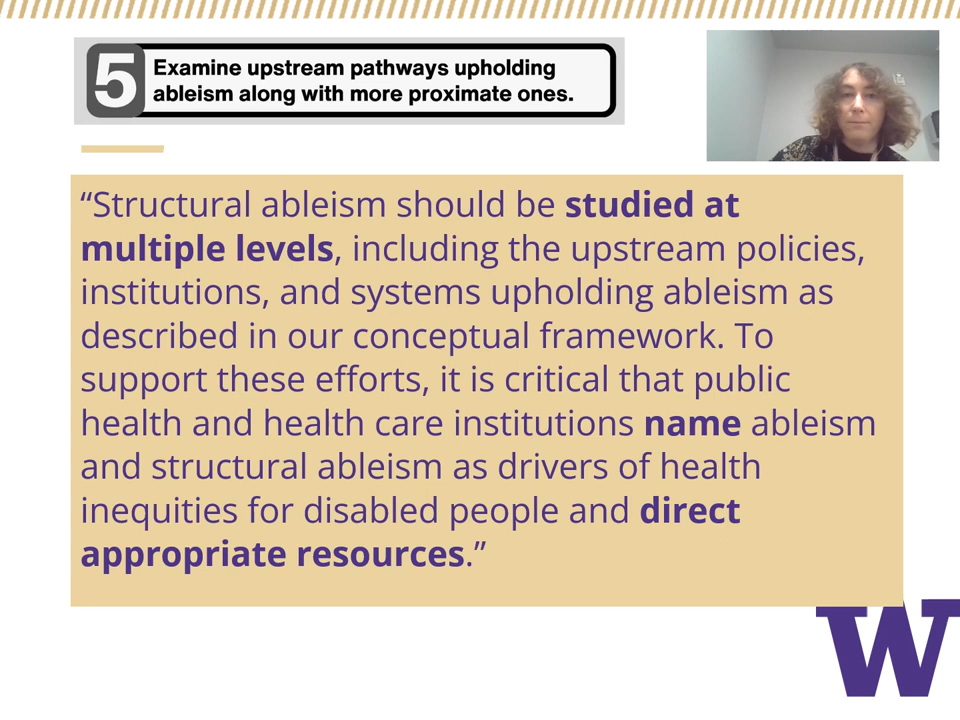 5
Examine upstream pathways upholding
ableism along with more proximate ones.
“Structural ableism should be studied at
multiple levels, including the upstream policies,
institutions, and systems upholding ableism as
described in our conceptual framework. To
support these efforts, it is critical that public
health and health care institutions name ableism
and structural ableism as drivers of health
inequities for disabled people and direct
appropriate resources.”
W